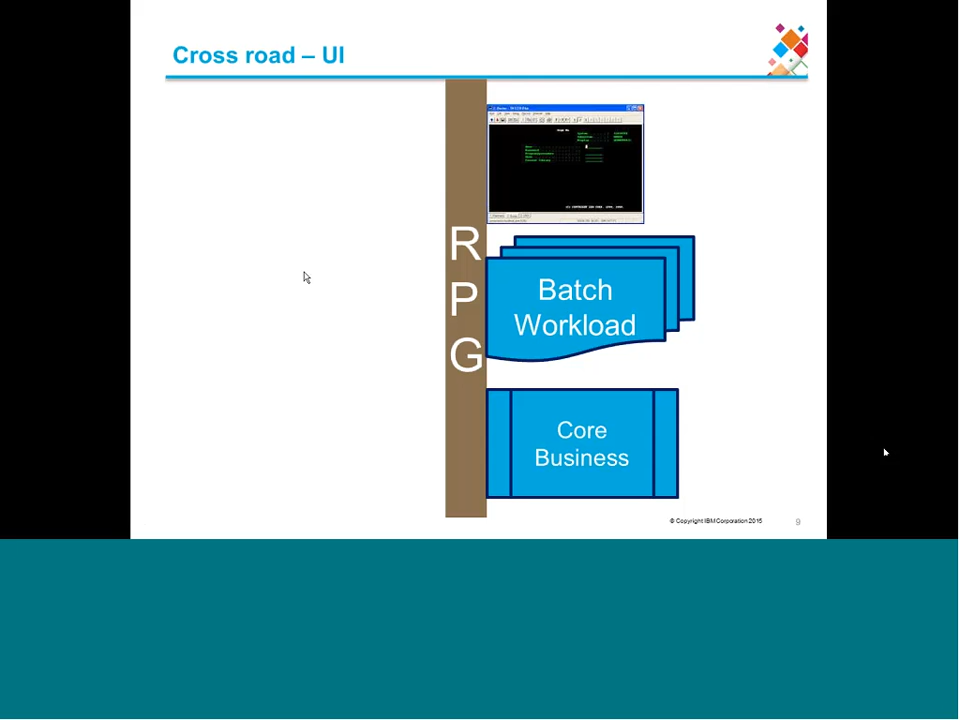 Cross road – UI
R
P
G
Batch
Workload
Core
Business
© Copyright IBM Corporation 2015
9